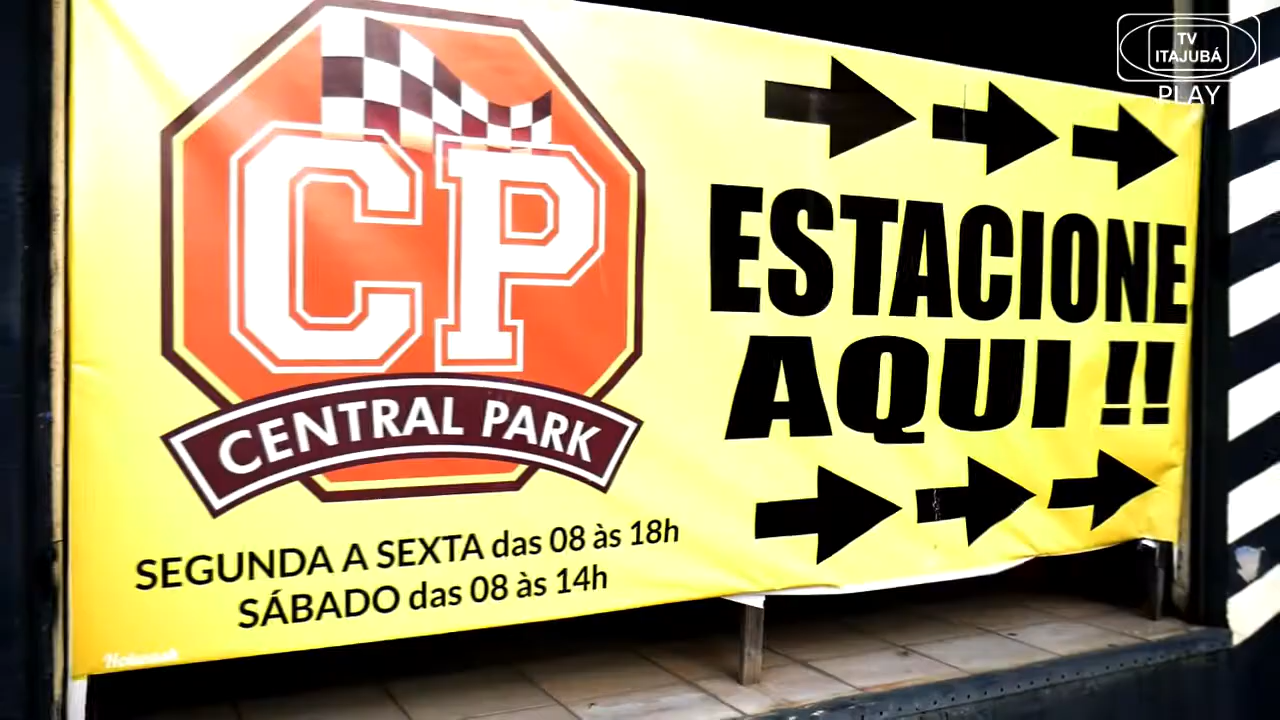 TV
ITAJUBÁ
PLAY
CP
CENTRAL PARK
SEGUNDA A SEXTA das 08 às 18h
SÁBADO das 08 às 14h
ESTACIONE
AQUI !!